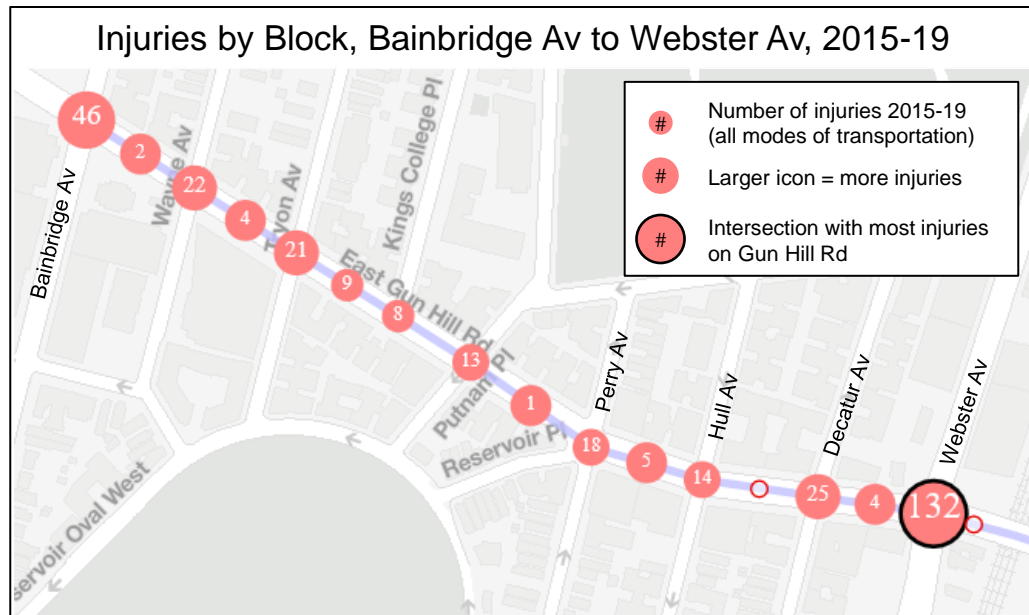 Injuries by Block, Bainbridge Av to Webster Av, 2015-19
#
Number of injuries 2015-19
(all modes of transportation)
#
Larger icon = more injuries
#
Intersection with most injuries
on Gun Hill Rd
46
2
22
4
21
9
8
13
1
18
5
14
25
4
132
Bainbridge Av
Wayne Av
ryon Av
Kings College Pl
East Gun Hill Rd
Putnam Pl
Reservoir Pl
Perry Av
Hull Av
Decatur Av
Webster Av
servoir Oval West